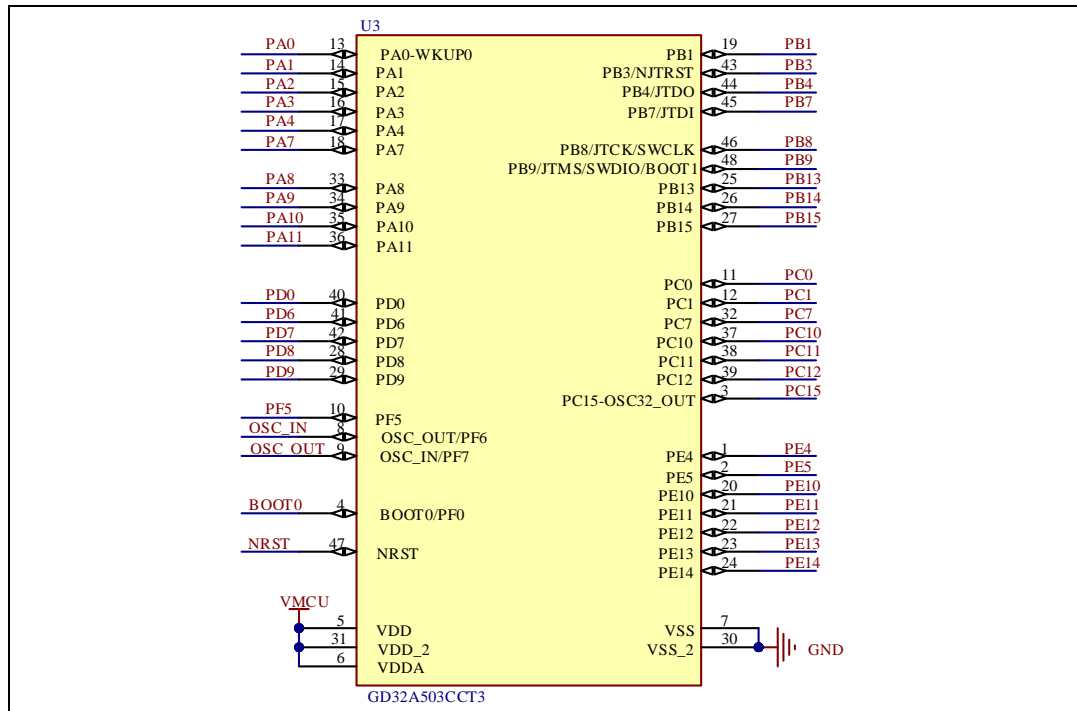 U3
PA0 13 PA0-WKUP0 PB1 19 PB1
PA1 14 PA1 PB3/NJTRST 43 PB3
PA2 15 PA2 PB4/JTDO 44 PB4
PA3 16 PA3 PB7/JTDI 45 PB7
PA4 17 PA4
PA7 18 PA7 PB8/JTCK/SWCLK 46 PB8
PB9/JTMS/SWDIO/BOOT1 48 PB9
PA8 33 PA8 PB13 25 PB13
PA9 34 PA9 PB14 26 PB14
PA10 35 PA10 PB15 27 PB15
PA11 36 PA11
PC0 11 PC0
PD0 40 PD0 PC1 12 PC1
PD6 41 PD6 PC7 32 PC7
PD7 42 PD7 PC10 37 PC10
PD8 28 PD8 PC11 38 PC11
PD9 29 PD9 PC12 39 PC12
PC15-OSC32_OUT 3 PC15
PF5 10 PF5
OSC_IN 8 OSC_OUT/PF6
OSC_OUT 9 OSC_IN/PF7 PE4 1 PE4
PE5 2 PE5
PE10 20 PE10
BOOT0 4 BOOT0/PF0 PE11 21 PE11
PE12 22 PE12
NRST 47 NRST PE13 23 PE13
PE14 24 PE14
VMCU
5 VDD VSS 7
31 VDD_2 VSS_2 30 GND
6 VDDA
GD32A503CCT3